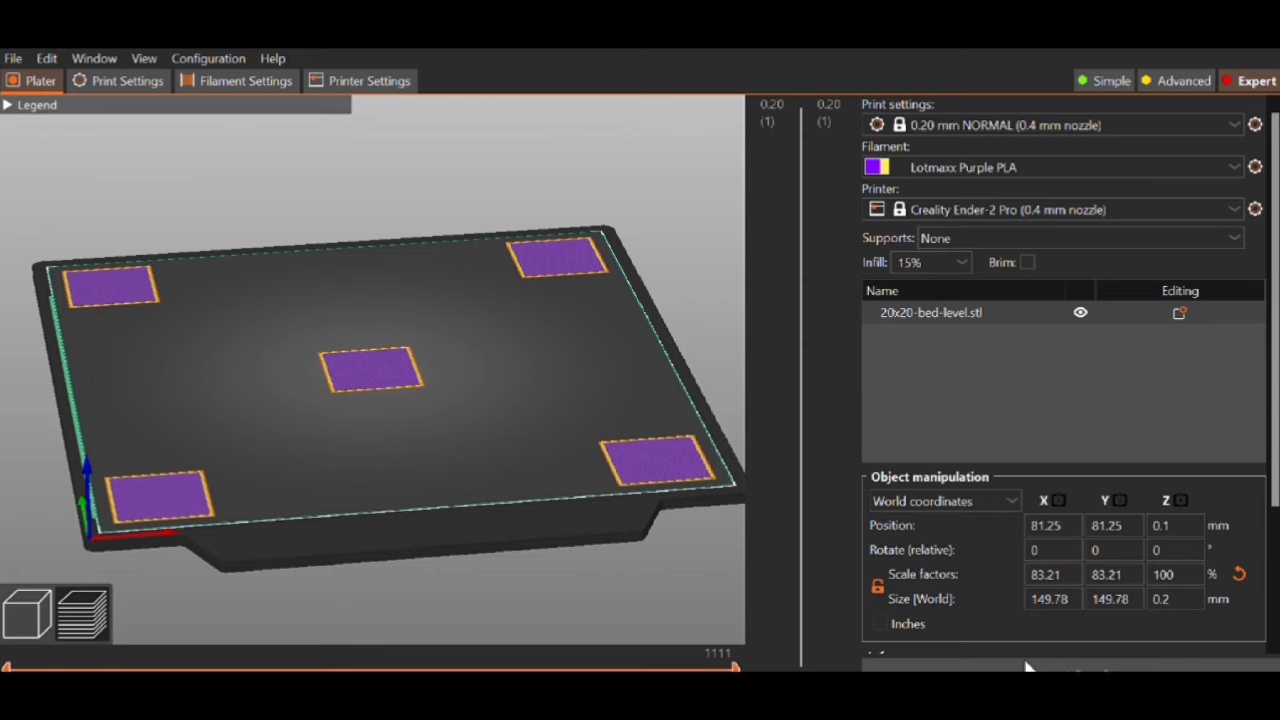 File Edit Window View Configuration Help
Plater Print Settings Filament Settings Printer Settings Simple Advanced Expert
Legend
0.20 0.20
(1) (1)
Print settings:
0.20 mm NORMAL (0.4 mm nozzle)
Filament:
Lotmaxx Purple PLA
Printer:
Creality Ender-2 Pro (0.4 mm nozzle)
Supports: None
Infill: 15% Brim:
Name Editing
20x20-bed-level.stl
Object manipulation
World coordinates X Y Z
Position: 81.25 81.25 0.1 mm
Rotate (relative): 0 0 0 °
Scale factors: 83.21 83.21 100 %
Size [World]: 149.78 149.78 0.2 mm
Inches
1111